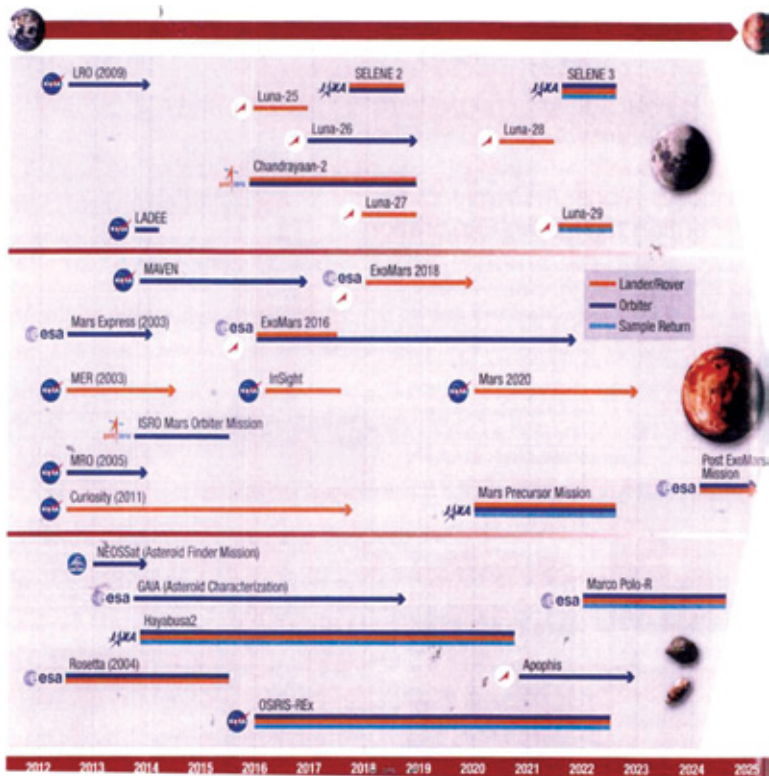 LRO (2009)
SELENE 2
SELENE 3
Luna-25
Luna-26
Luna-28
Chandrayaan-2
Luna-27
LADEE
Luna-29
MAVEN
esa
ExoMars 2018
Lander/Rover
Orbiter
Sample Return
esa
Mars Express (2003)
esa
ExoMars 2016
MER (2003)
InSight
Mars 2020
ISRO Mars Orbiter Mission
MRO (2005)
Post ExoMars
Mission
esa
Curiosity (2011)
Mars Precursor Mission
NEOSSat (Asteroid Finder Mission)
esa
GAIA (Asteroid Characterization)
esa
Marco Polo-R
Hayabusa2
esa
Rosetta (2004)
Apophis
OSIRIS-REx
2012 2013 2014 2015 2016 2017 2018 2019 2020 2021 2022 2023 2024 2025